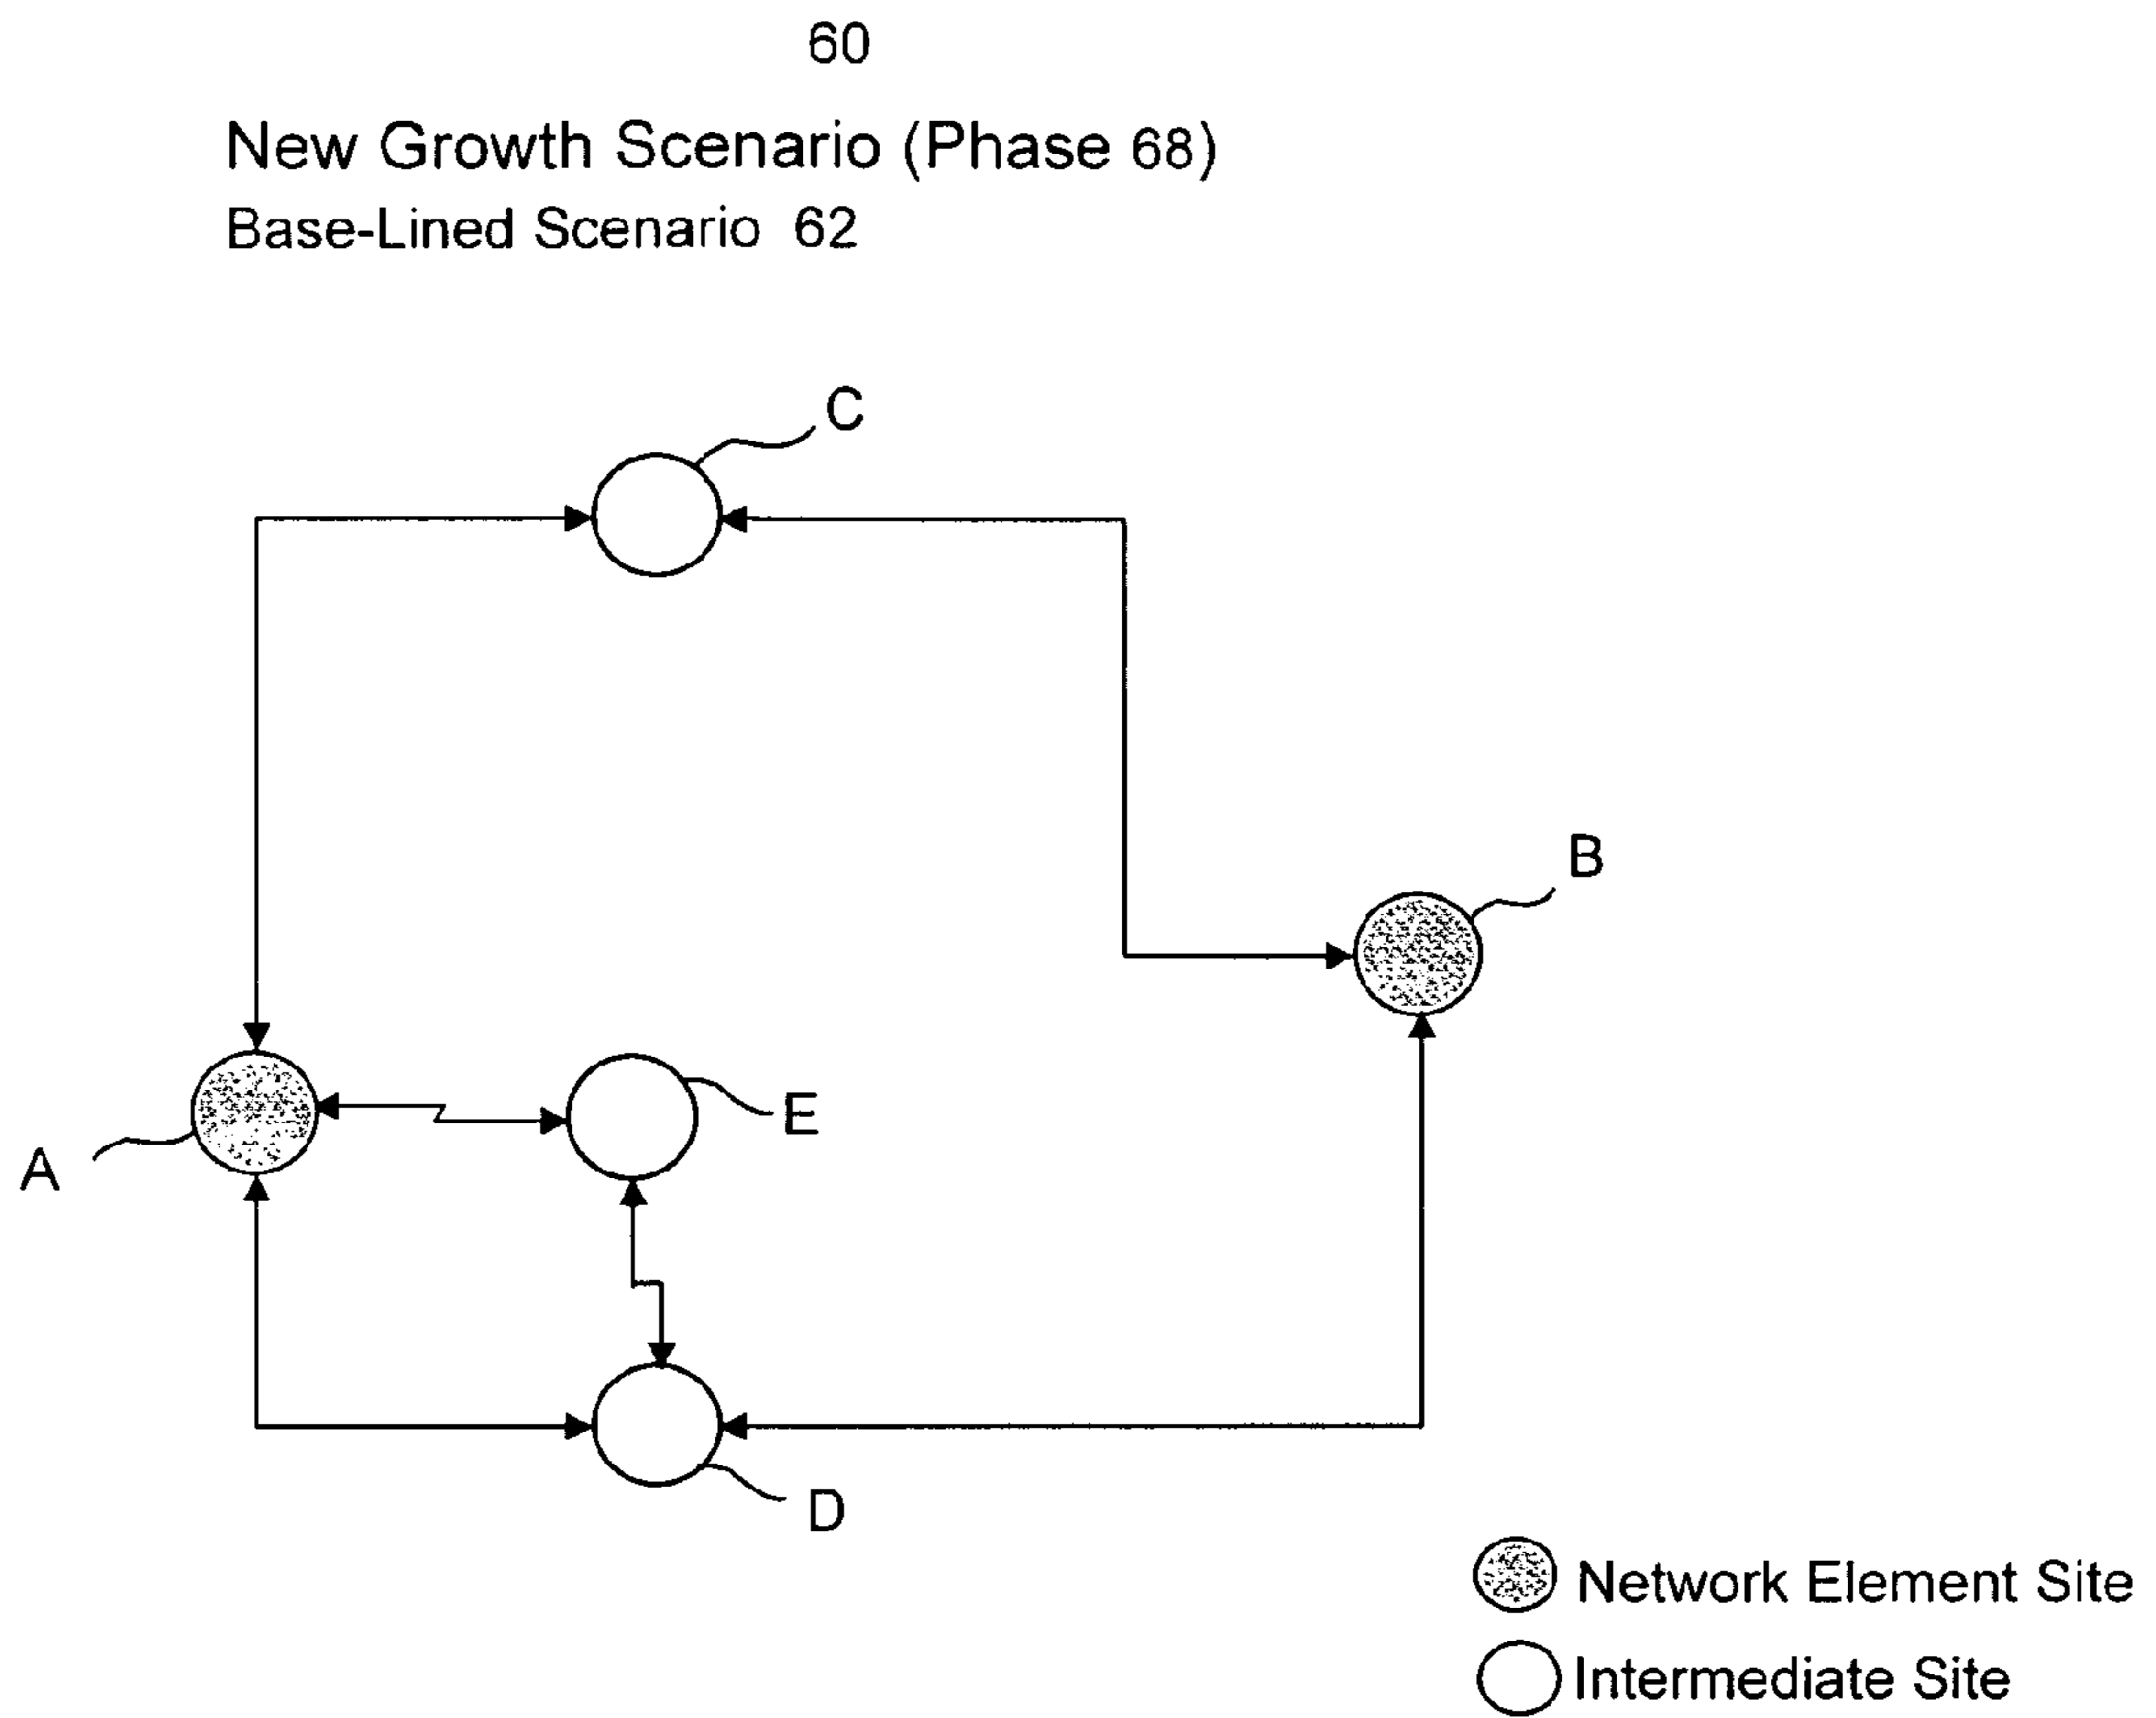 60
New Growth Scenario (Phase 68)
Base-Lined Scenario 62
C
B
E
A
D
Network Element Site
Intermediate Site